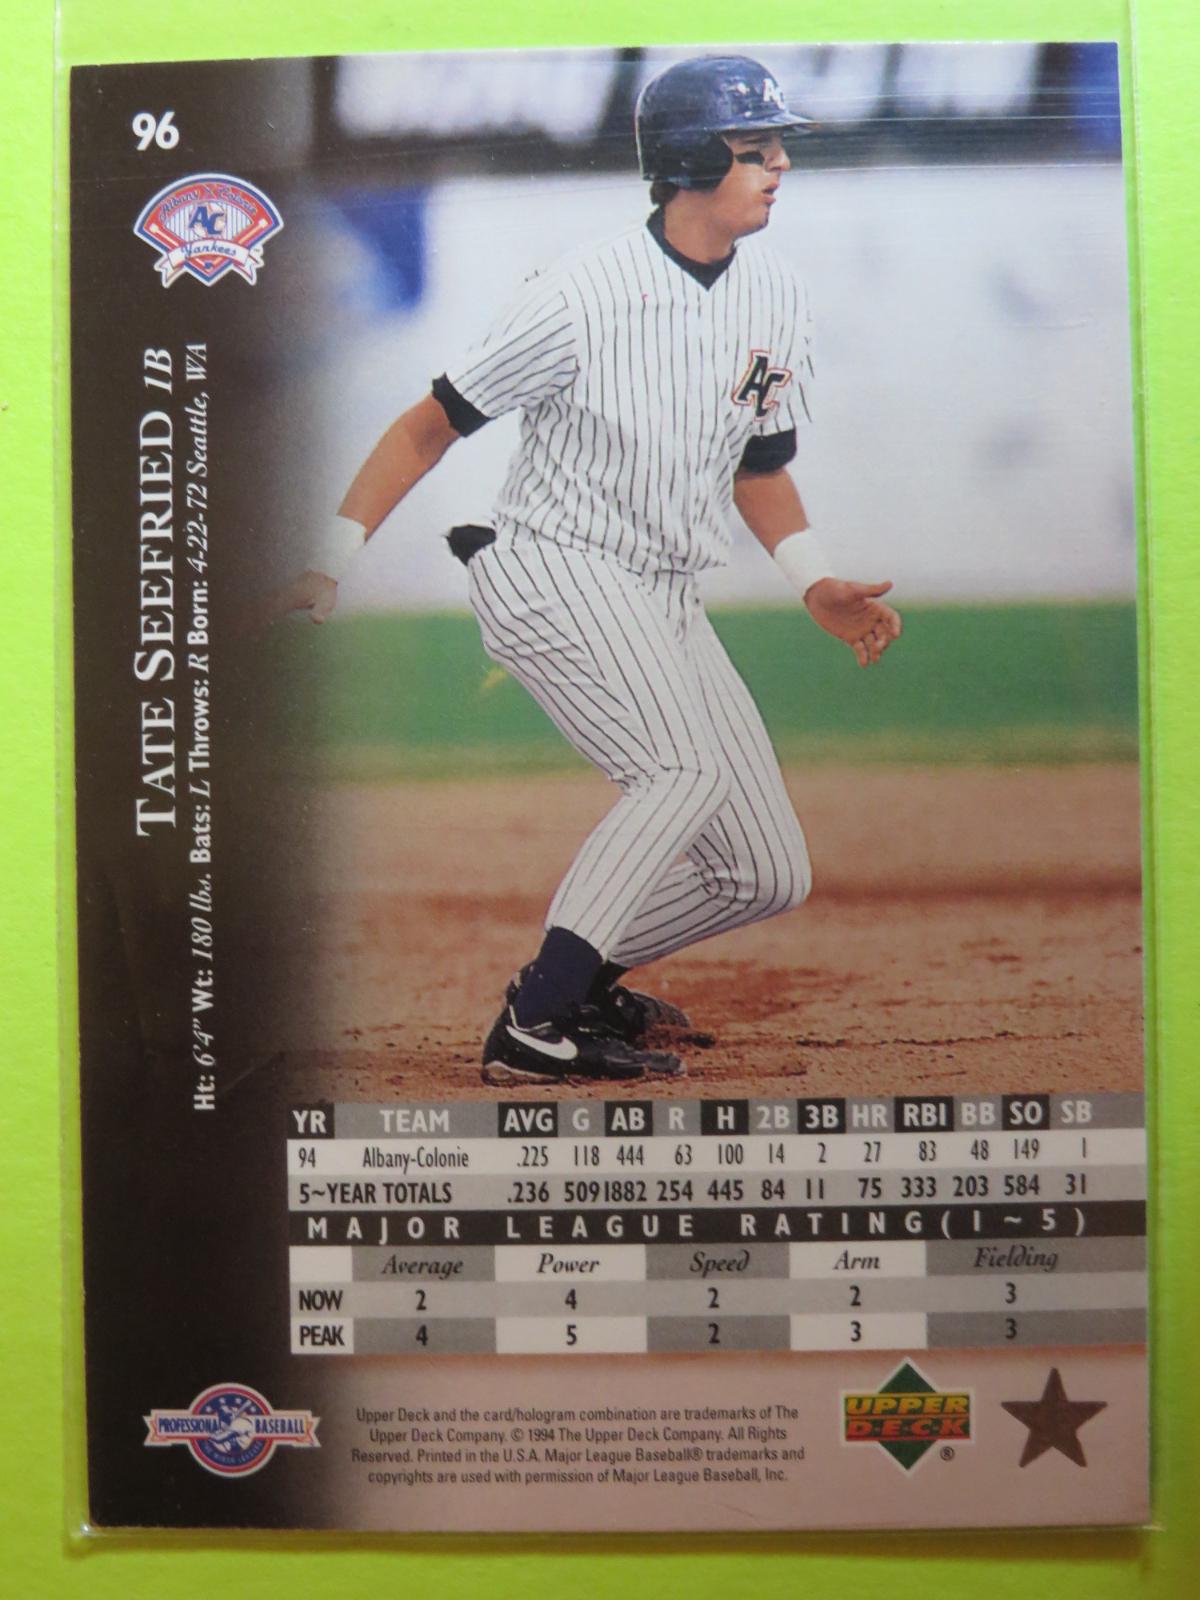 96
Albany Colonie
AC
Yankees
TATE SEEFRIED 1B
Ht: 6'4" Wt: 180 lbs. Bats: L Throws: R Born: 4-22-72 Seattle, WA
AC
AC
YR TEAM AVG G AB R H 2B 3B HR RBI BB SO SB
94 Albany-Colonie .225 118 444 63 100 14 2 27 83 48 149 1
5~YEAR TOTALS .236 509 1882 254 445 84 11 75 333 203 584 31
MAJOR LEAGUE RATING (1~5)
Average Power Speed Arm Fielding
NOW 2 4 2 2 3
PEAK 4 5 2 3 3
PROFESSIONAL BASEBALL
Upper Deck and the card/hologram combination are trademarks of The
Upper Deck Company. © 1994 The Upper Deck Company. All Rights
Reserved. Printed in the U.S.A. Major League Baseball® trademarks and
copyrights are used with permission of Major League Baseball, Inc.
UPPER
D·E·C·K
®